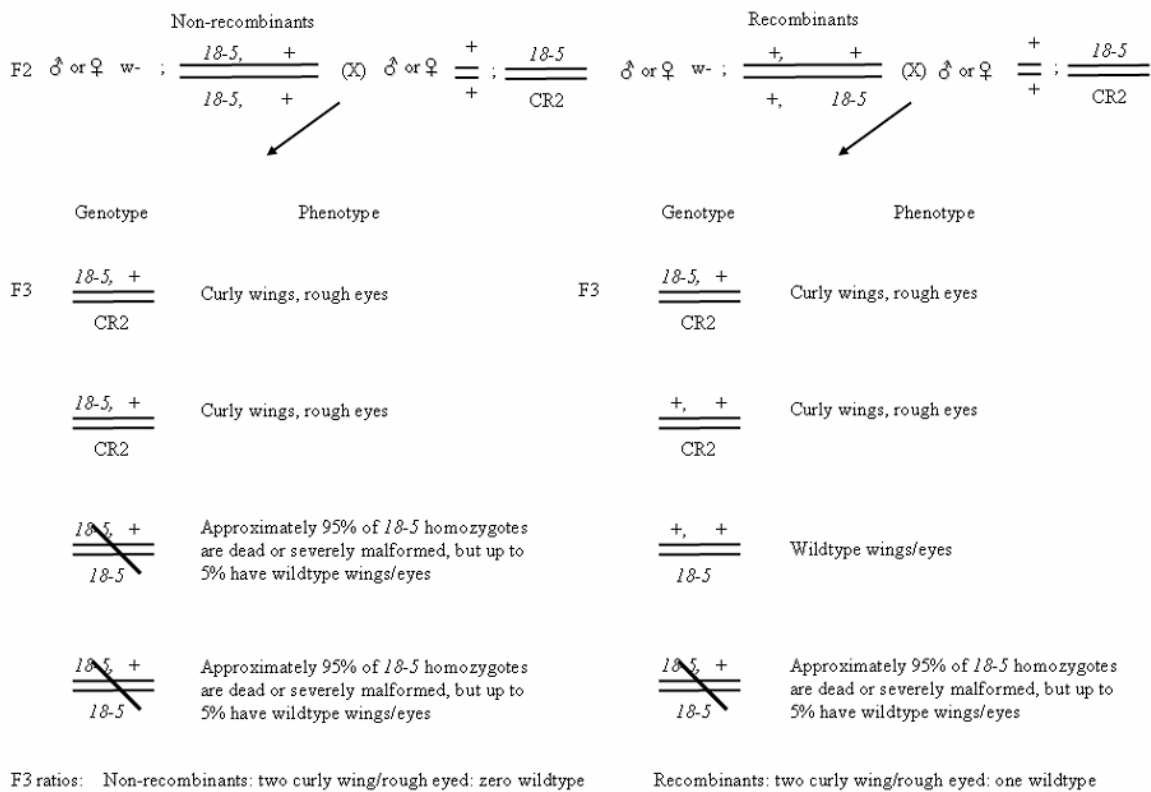 Non-recombinants
Recombinants
18-5, +
+
18-5
+, +
+
18-5
F2 ♂ or ♀ w- ; (X) ♂ or ♀ ;
♂ or ♀ w- ; (X) ♂ or ♀ ;
18-5, +
+
CR2
+, 18-5
+
CR2
Genotype Phenotype
Genotype Phenotype
18-5, +
F3 Curly wings, rough eyes
CR2
18-5, +
F3 Curly wings, rough eyes
CR2
18-5, +
Curly wings, rough eyes
CR2
+, +
Curly wings, rough eyes
CR2
18-5, +
18-5
Approximately 95% of 18-5 homozygotes
are dead or severely malformed, but up to
5% have wildtype wings/eyes
+, +
Wildtype wings/eyes
18-5
18-5, +
18-5
Approximately 95% of 18-5 homozygotes
are dead or severely malformed, but up to
5% have wildtype wings/eyes
18-5, +
18-5
Approximately 95% of 18-5 homozygotes
are dead or severely malformed, but up to
5% have wildtype wings/eyes
F3 ratios: Non-recombinants: two curly wing/rough eyed: zero wildtype
Recombinants: two curly wing/rough eyed: one wildtype